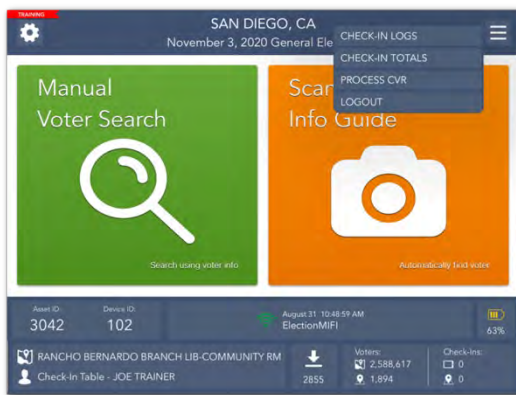 TRAINING
SAN DIEGO, CA
November 3, 2020 General Ele
CHECK-IN LOGS
CHECK-IN TOTALS
PROCESS CVR
LOGOUT
Manual
Voter Search
Search using voter info
Scan
Info Guide
Automatically find voter
Asset ID:
3042
Device ID:
102
August 31 10:48:59 AM
ElectionMIFI
63%
RANCHO BERNARDO BRANCH LIB-COMMUNITY RM
Check-In Table - JOE TRAINER
2855
Voters:
2,588,617
1,894
Check-Ins:
0
0